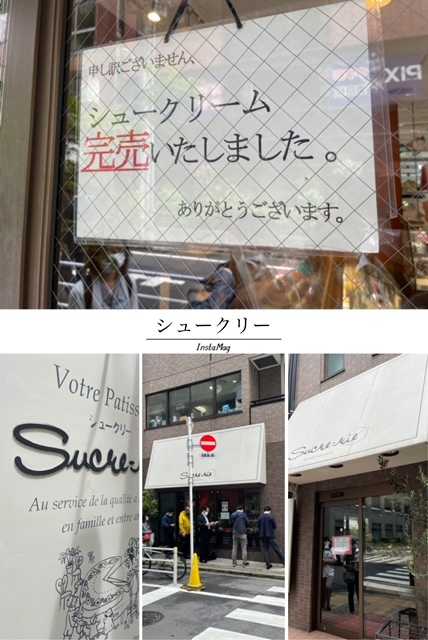 申し訳ございません、
シュークリーム
完売いたしました。
ありがとうございます。
PIX
シュークリー
InstaMag
Votre Patiss
シュークリー
Sucre-
Au service de la qualité
en famille et entre
Sucre-rie
Sucre-rie